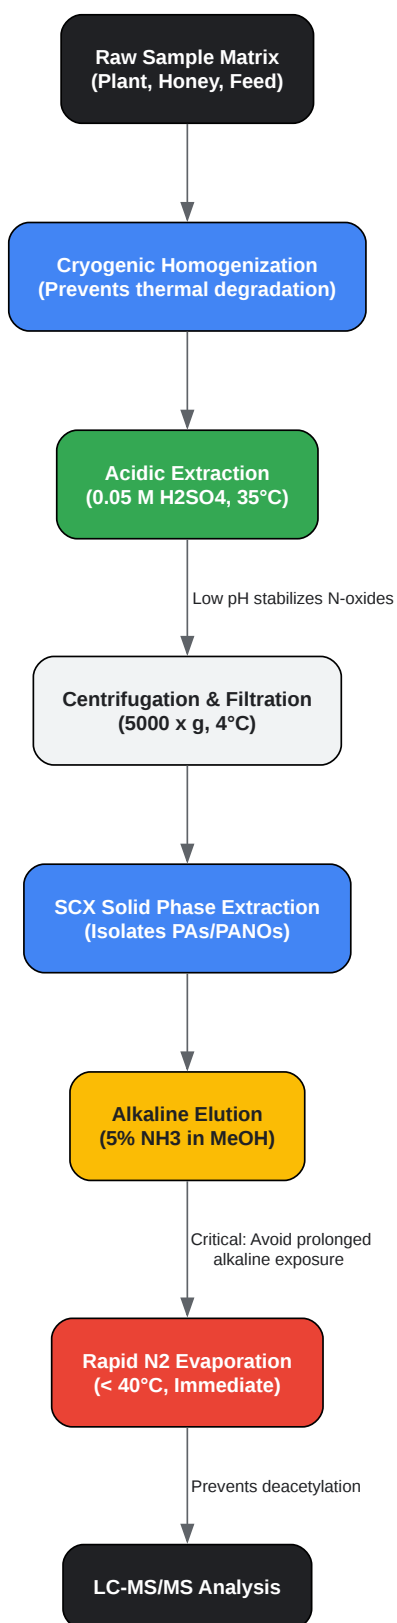 Raw Sample Matrix
(Plant, Honey, Feed)
Cryogenic Homogenization
(Prevents thermal degradation)
Acidic Extraction
(0.05 M H2SO4, 35°C)
Low pH stabilizes N-oxides
Centrifugation & Filtration
(5000 x g, 4°C)
SCX Solid Phase Extraction
(Isolates PAs/PANOs)
Alkaline Elution
(5% NH3 in MeOH)
Critical: Avoid prolonged
alkaline exposure
Rapid N2 Evaporation
(< 40°C, Immediate)
Prevents deacetylation
LC-MS/MS Analysis